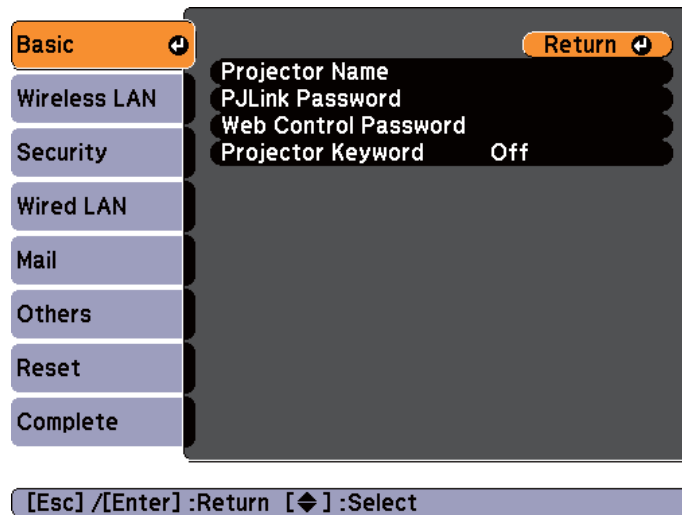 Basic
Wireless LAN
Security
Wired LAN
Mail
Others
Reset
Complete
Return
Projector Name
PJLink Password
Web Control Password
Projector Keyword Off
[Esc] /[Enter] :Return [◆] :Select